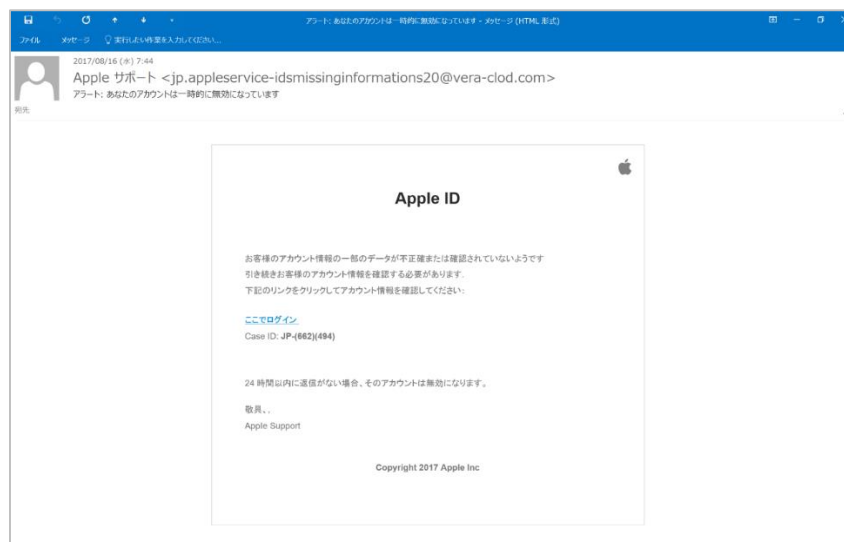 アラート: あなたのアカウントは一時的に無効になっています - メッセージ (HTML 形式)
ファイル メッセージ 実行したい作業を入力してください...
2017/08/16 (水) 7:44
Apple サポート <jp.appleservice-idsmissinginformations20@vera-clod.com>
アラート: あなたのアカウントは一時的に無効になっています
宛先
Apple ID
お客様のアカウント情報の一部のデータが不正確または確認されていないようです
引き続きお客様のアカウント情報を確認する必要があります.
下記のリンクをクリックしてアカウント情報を確認してください:
ここでログイン
Case ID: JP-(662)(494)
24 時間以内に返信がない場合、そのアカウントは無効になります。
敬具、.
Apple Support
Copyright 2017 Apple Inc